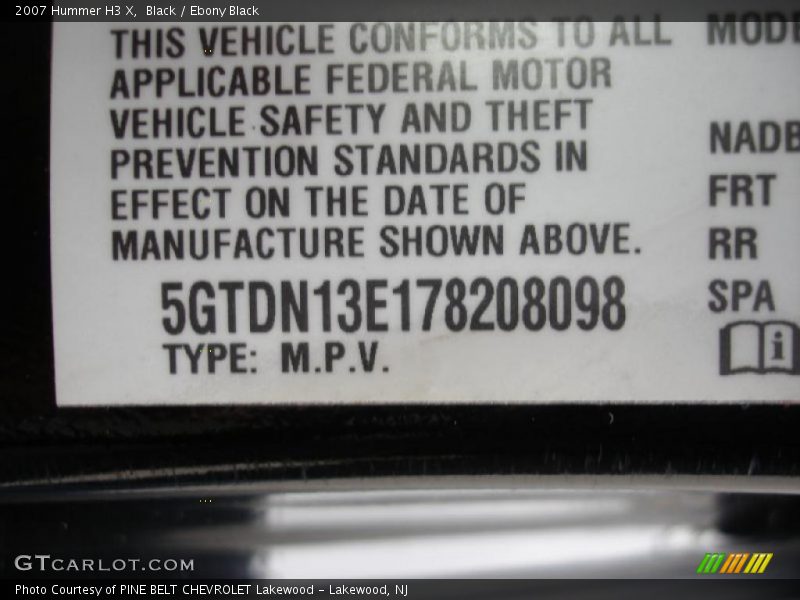 2007 Hummer H3 X, Black / Ebony Black
THIS VEHICLE CONFORMS TO ALL
APPLICABLE FEDERAL MOTOR
VEHICLE SAFETY AND THEFT
PREVENTION STANDARDS IN
EFFECT ON THE DATE OF
MANUFACTURE SHOWN ABOVE.
5GTDN13E178208098
TYPE: M.P.V.
NADB
FRT
RR
SPA
i
GTCARLOT.COM
Photo Courtesy of PINE BELT CHEVROLET Lakewood - Lakewood, NJ